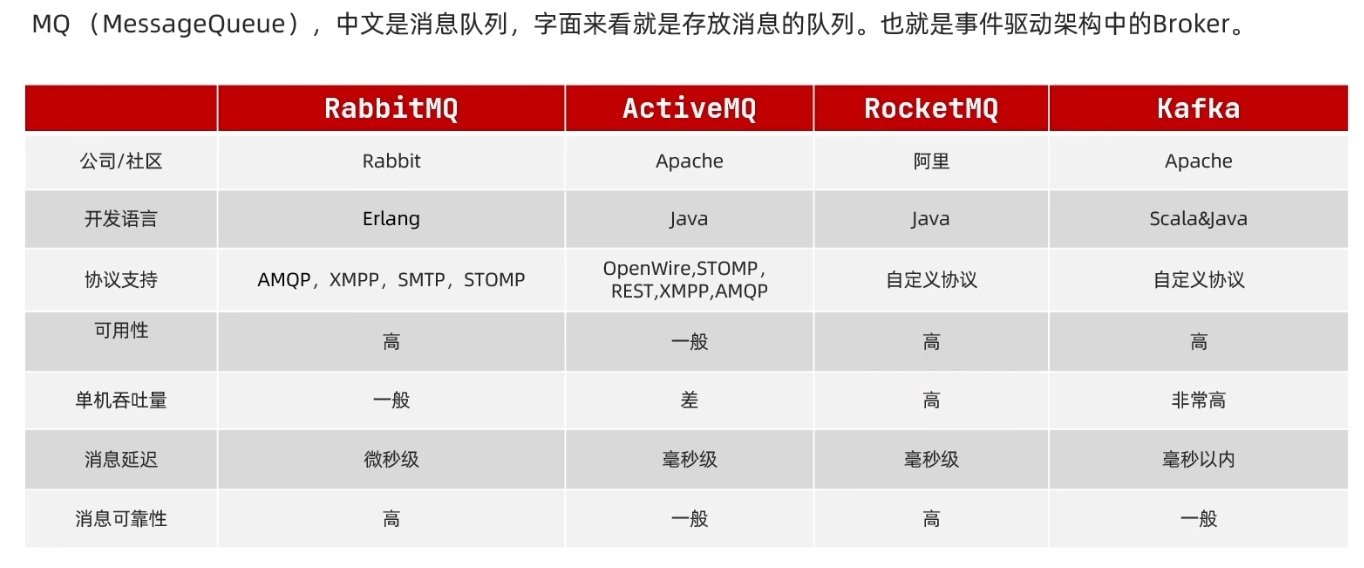 MQ （MessageQueue），中文是消息队列，字面来看就是存放消息的队列。也就是事件驱动架构中的Broker。
RabbitMQ ActiveMQ RocketMQ Kafka
公司/社区 Rabbit Apache 阿里 Apache
开发语言 Erlang Java Java Scala&Java
协议支持 AMQP，XMPP，SMTP，STOMP OpenWire,STOMP，
REST,XMPP,AMQP 自定义协议 自定义协议
可用性 高 一般 高 高
单机吞吐量 一般 差 高 非常高
消息延迟 微秒级 毫秒级 毫秒级 毫秒以内
消息可靠性 高 一般 高 一般